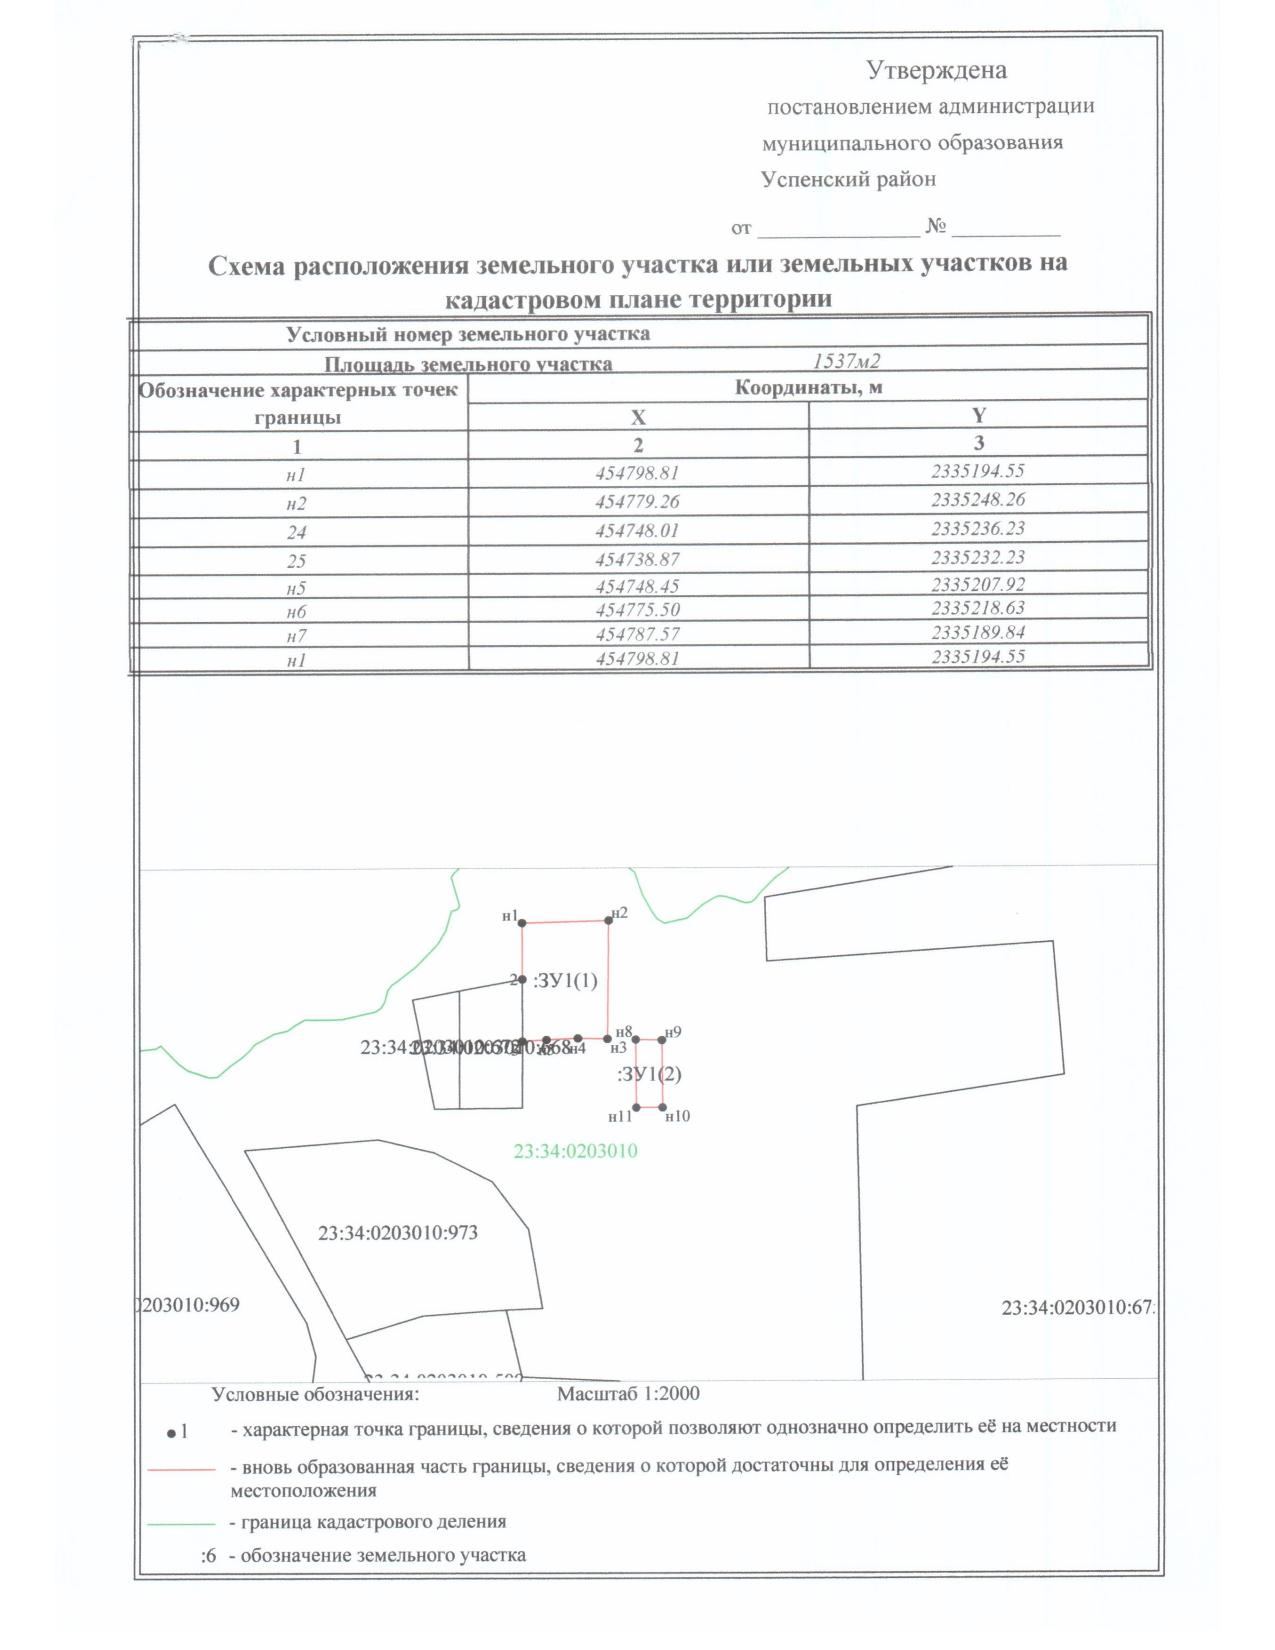 Утверждена
постановлением администрации
муниципального образования
Успенский район
от № 
Схема расположения земельного участка или земельных участков на
кадастровом плане территории
Условный номер земельного участка
Площадь земельного участка 1537м2
Обозначение характерных точек Координаты, м
границы X Y
1 2 3
н1 454798.81 2335194.55
н2 454779.26 2335248.26
24 454748.01 2335236.23
25 454738.87 2335232.23
н5 454748.45 2335207.92
н6 454775.50 2335218.63
н7 454787.57 2335189.84
н1 454798.81 2335194.55
н1 н2
2 :ЗУ1(1)
н8 н9
н4 н3
:ЗУ1(2)
н11 н10
23:34:0203010
23:34:0203010:973
0203010:969 23:34:0203010:67
Условные обозначения: Масштаб 1:2000
1 - характерная точка границы, сведения о которой позволяют однозначно определить её на местности
- вновь образованная часть границы, сведения о которой достаточны для определения её
местоположения
- граница кадастрового деления
:6 - обозначение земельного участка